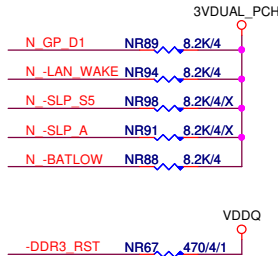 3VDUAL_PCH
N_GP_D1 NR89 8.2K/4
N_-LAN_WAKE NR94 8.2K/4
N_-SLP_S5 NR98 8.2K/4/X
N_-SLP_A NR91 8.2K/4/X
N_-BATLOW NR88 8.2K/4
VDDQ
-DDR3_RST NR67 470/4/1